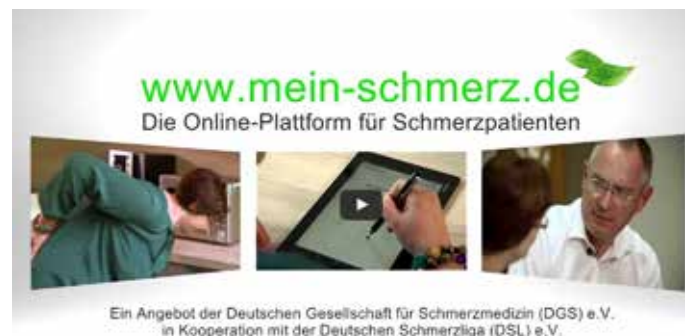 www.mein-schmerz.de
Die Online-Plattform für Schmerzpatienten
Ein Angebot der Deutschen Gesellschaft für Schmerzmedizin (DGS) e.V.
in Kooperation mit der Deutschen Schmerzliga (DSL) e.V.